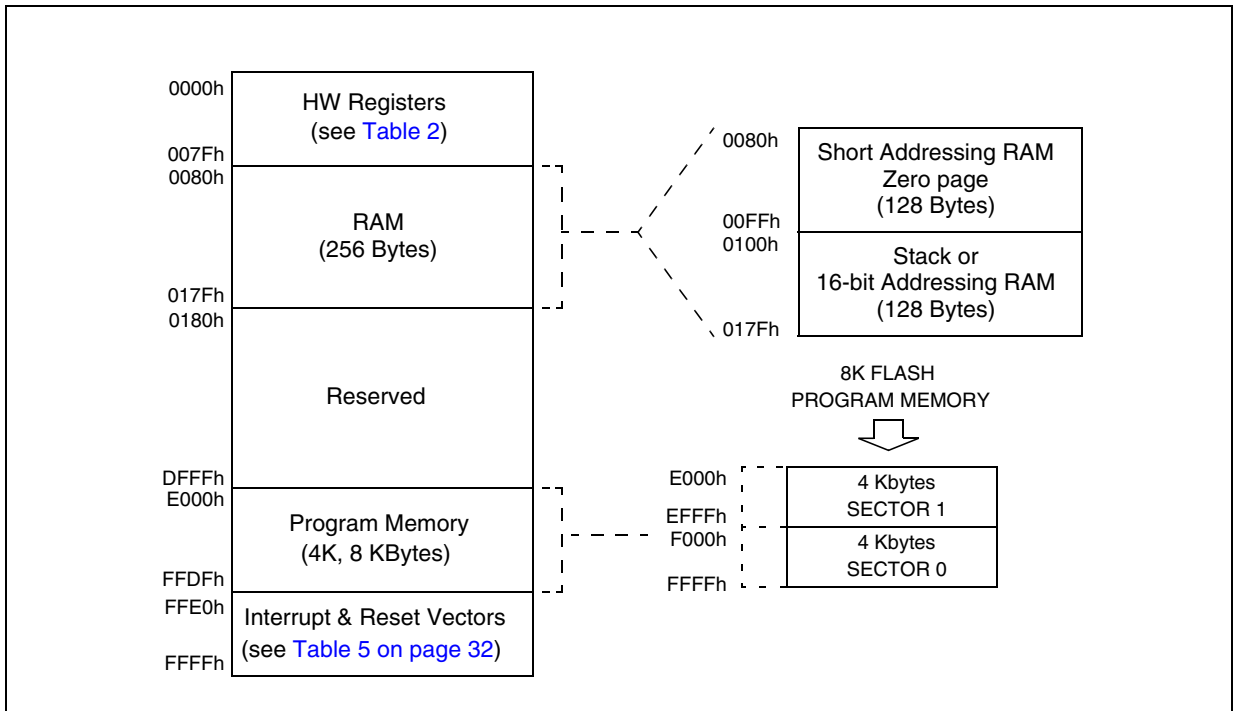 0000h
HW Registers
(see Table 2)
007Fh
0080h
RAM
(256 Bytes)
017Fh
0180h
Reserved
DFFFh
E000h
Program Memory
(4K, 8 KBytes)
FFDFh
FFE0h
Interrupt & Reset Vectors
(see Table 5 on page 32)
FFFFh
0080h
Short Addressing RAM
Zero page
(128 Bytes)
00FFh
0100h
Stack or
16-bit Addressing RAM
(128 Bytes)
017Fh
8K FLASH
PROGRAM MEMORY
E000h
4 Kbytes
SECTOR 1
EFFFh
F000h
4 Kbytes
SECTOR 0
FFFFh